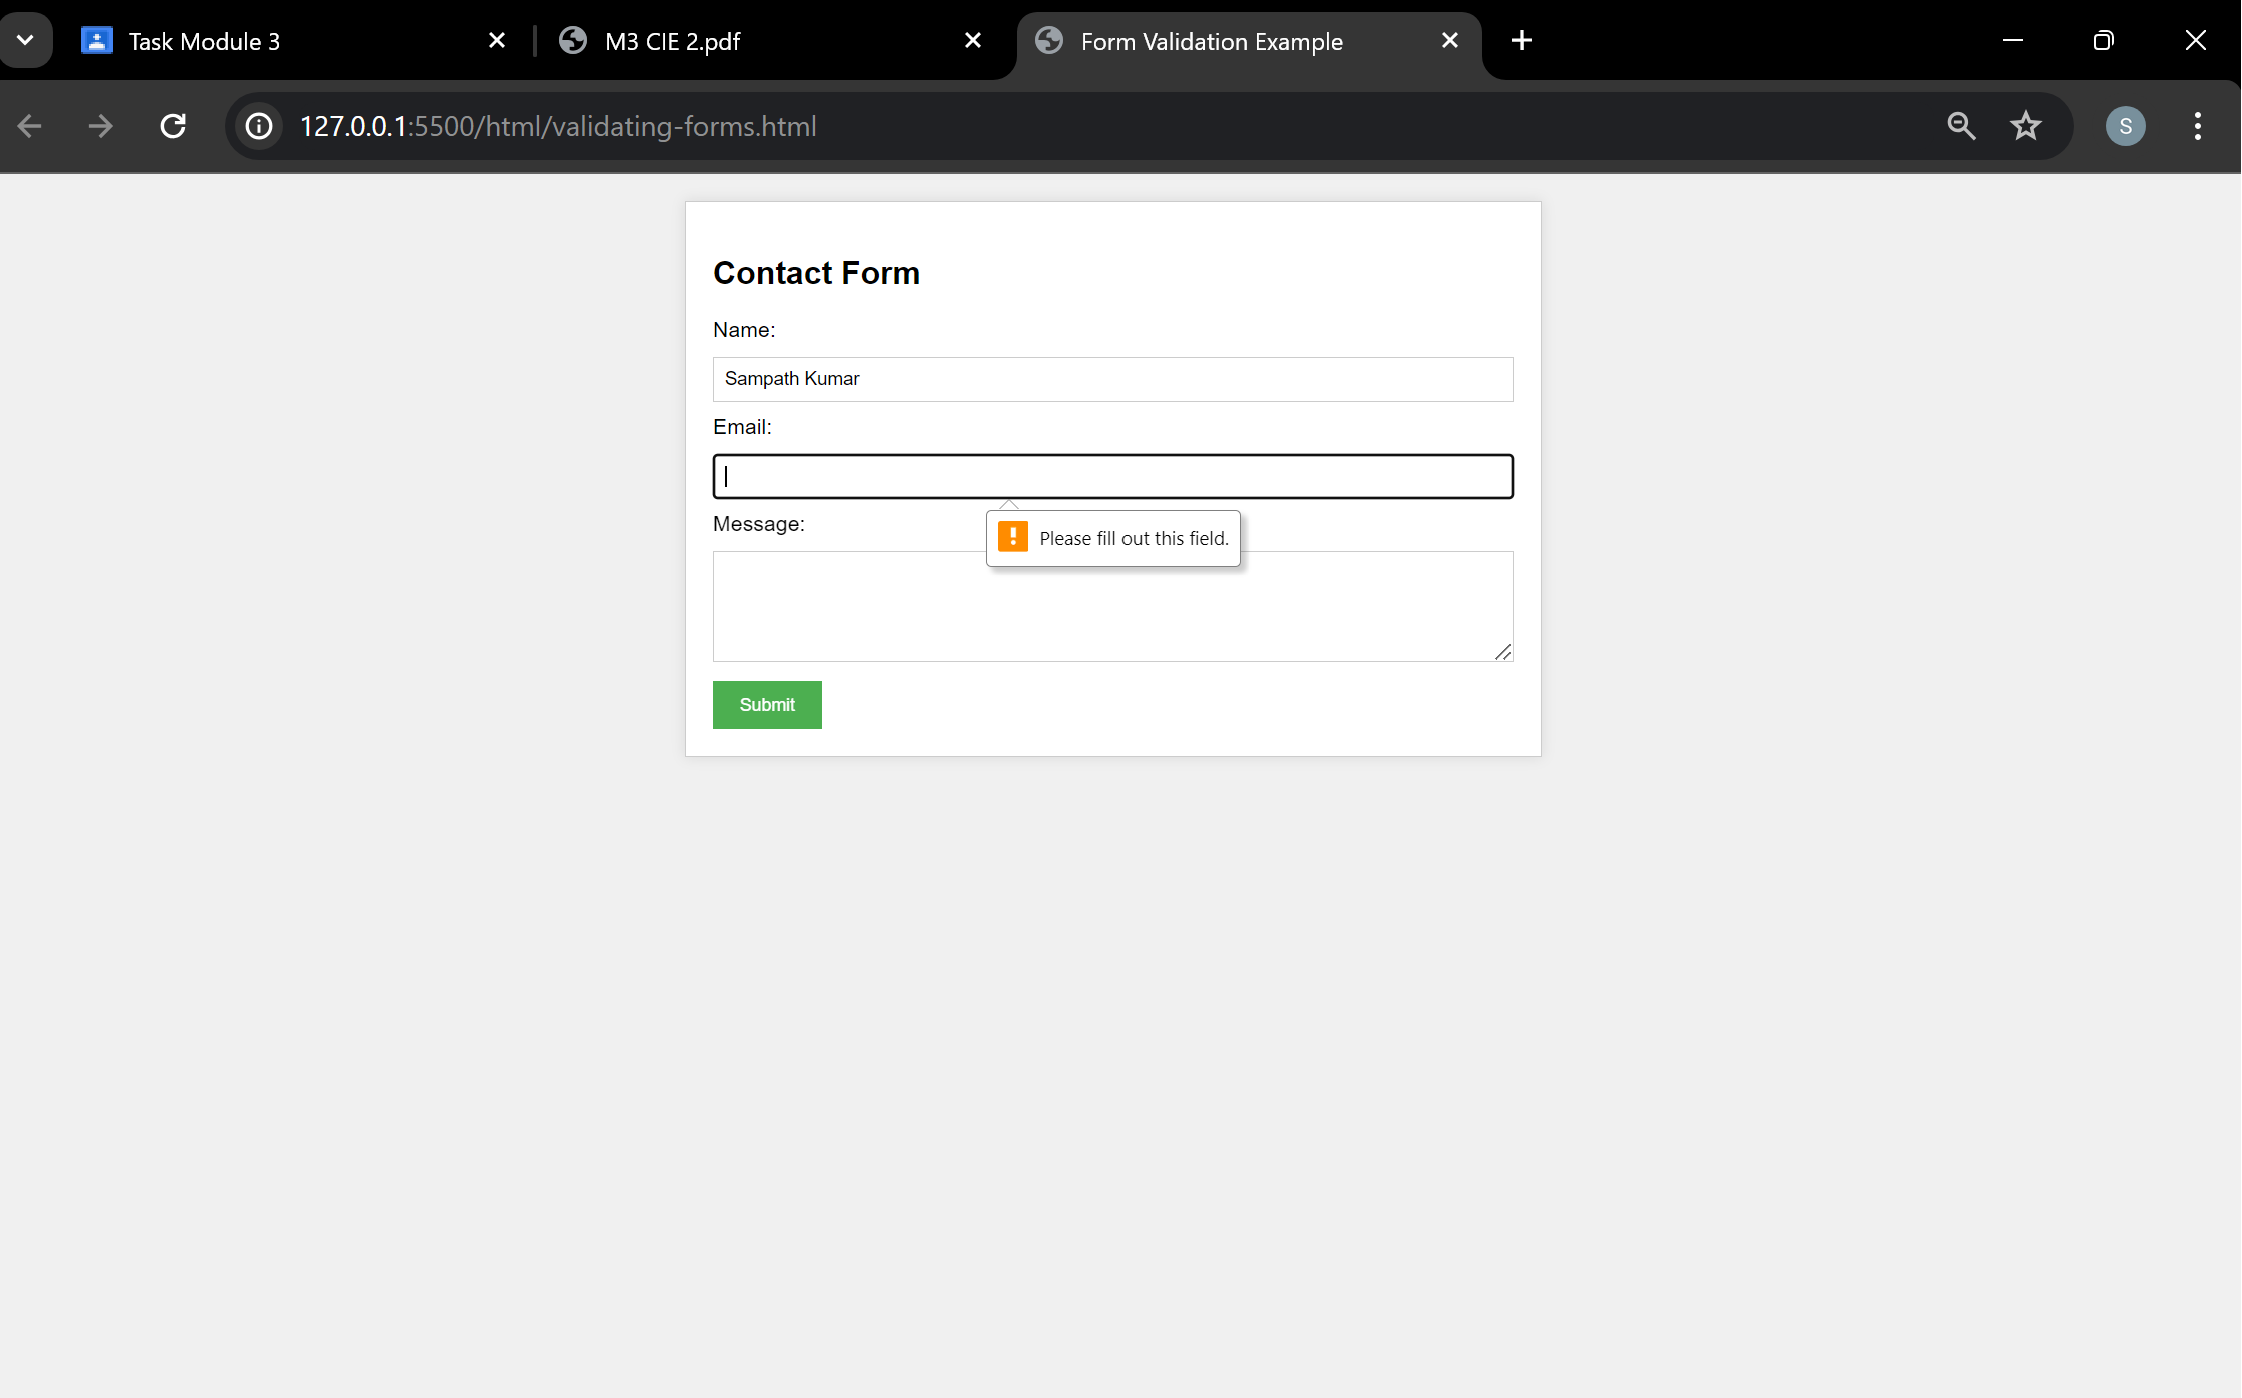 Task Module 3
M3 CIE 2.pdf
Form Validation Example
127.0.0.1:5500/html/validating-forms.html
S
Contact Form
Name:
Sampath Kumar
Email:
Message:
Please fill out this field.
Submit